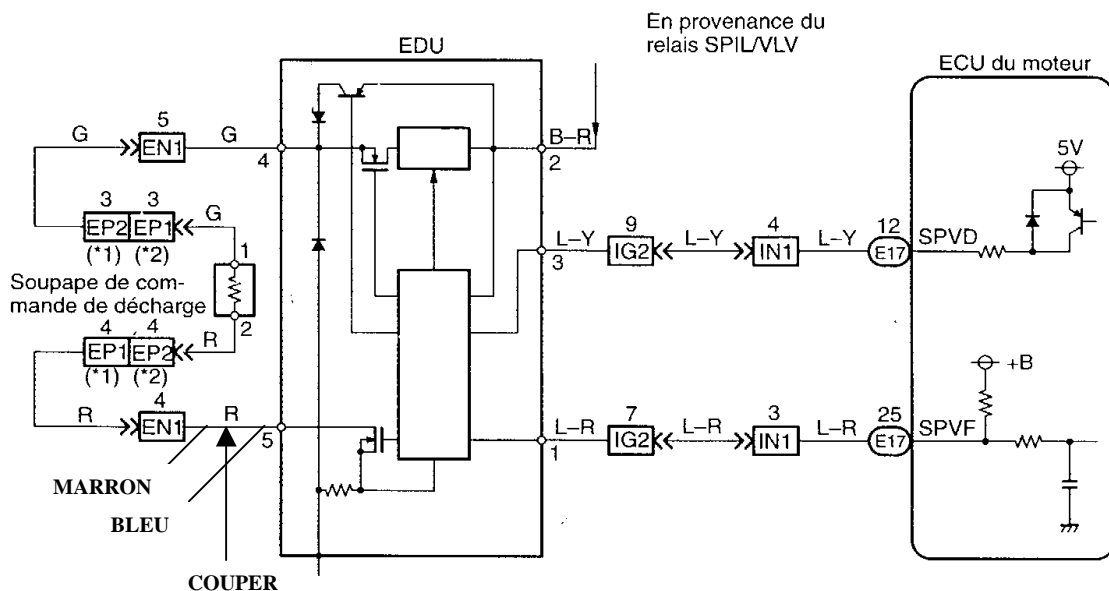 En provenance du
relais SPIL/VLV
EDU
ECU du moteur
5
G
EN1
G
4
B–R
2
5V
3 3
EP2 EP1
(*1) (*2)
G
1
L–Y
3
9
IG2
L–Y
4
IN1
L–Y
12
E17
SPVD
Soupape de com-
mande de décharge
2
4 4
EP1 EP2
(*1) (*2)
R
+B
R
4
EN1
R
5
L–R
1
7
IG2
L–R
3
IN1
L–R
25
E17
SPVF
MARRON
BLEU
COUPER